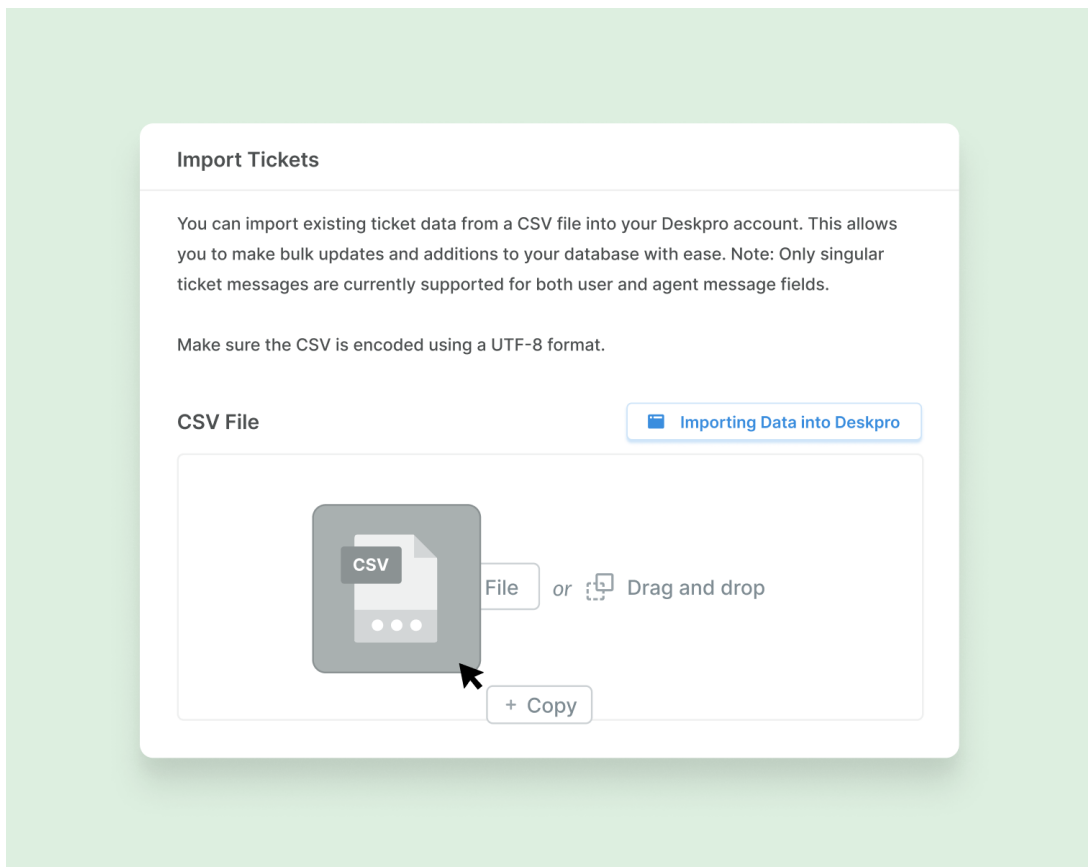 Import Tickets
You can import existing ticket data from a CSV file into your Deskpro account. This allows
you to make bulk updates and additions to your database with ease. Note: Only singular
ticket messages are currently supported for both user and agent message fields.
Make sure the CSV is encoded using a UTF-8 format.
CSV File
Importing Data into Deskpro
CSV
File or Drag and drop
+ Copy